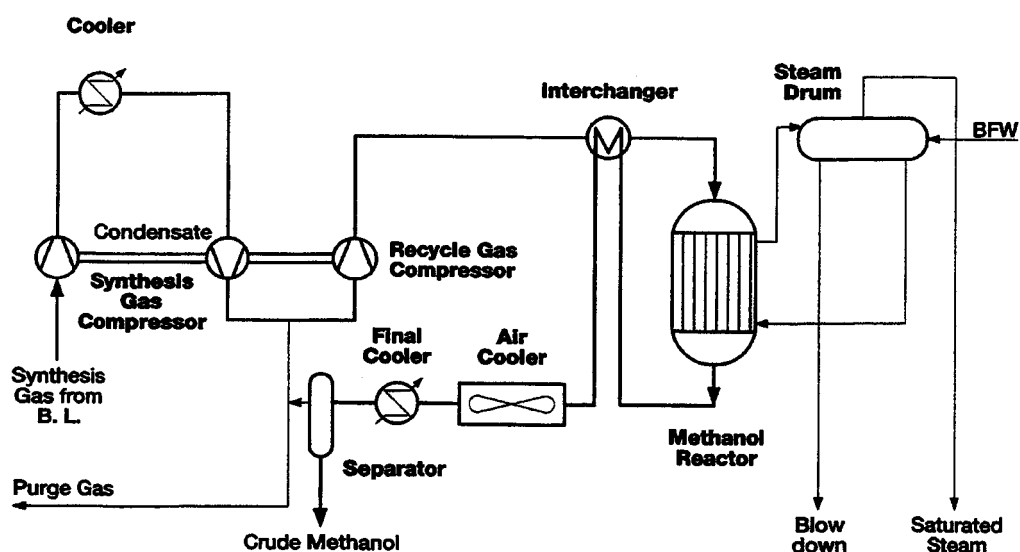 Cooler
Interchanger
Steam
Drum
BFW
Condensate
Synthesis
Gas
Compressor
Recycle Gas
Compressor
Synthesis
Gas from
B. L.
Final
Cooler
Air
Cooler
Separator
Methanol
Reactor
Purge Gas
Crude Methanol
Blow
down
Saturated
Steam